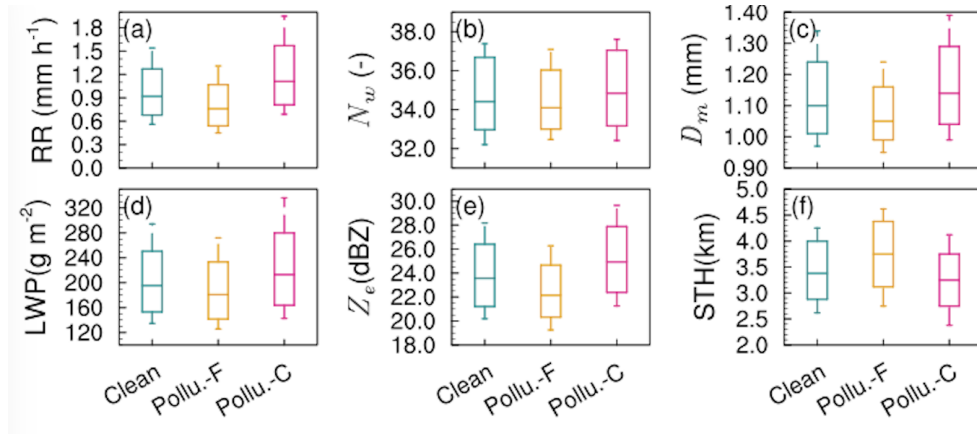 (a)
RR (mm h⁻¹)
1.8
1.5
1.2
0.9
0.6
0.3
0.0
(b)
N_w (-)
38.0
36.0
34.0
32.0
(c)
D_m (mm)
1.40
1.30
1.20
1.10
1.00
0.90
(d)
LWP(g m⁻²)
320
280
240
200
160
120
(e)
Z_e(dBZ)
30.0
28.0
26.0
24.0
22.0
20.0
18.0
(f)
STH(km)
5.0
4.5
4.0
3.5
3.0
2.5
2.0
Clean
Pollu.-F
Pollu.-C
Clean
Pollu.-F
Pollu.-C
Clean
Pollu.-F
Pollu.-C